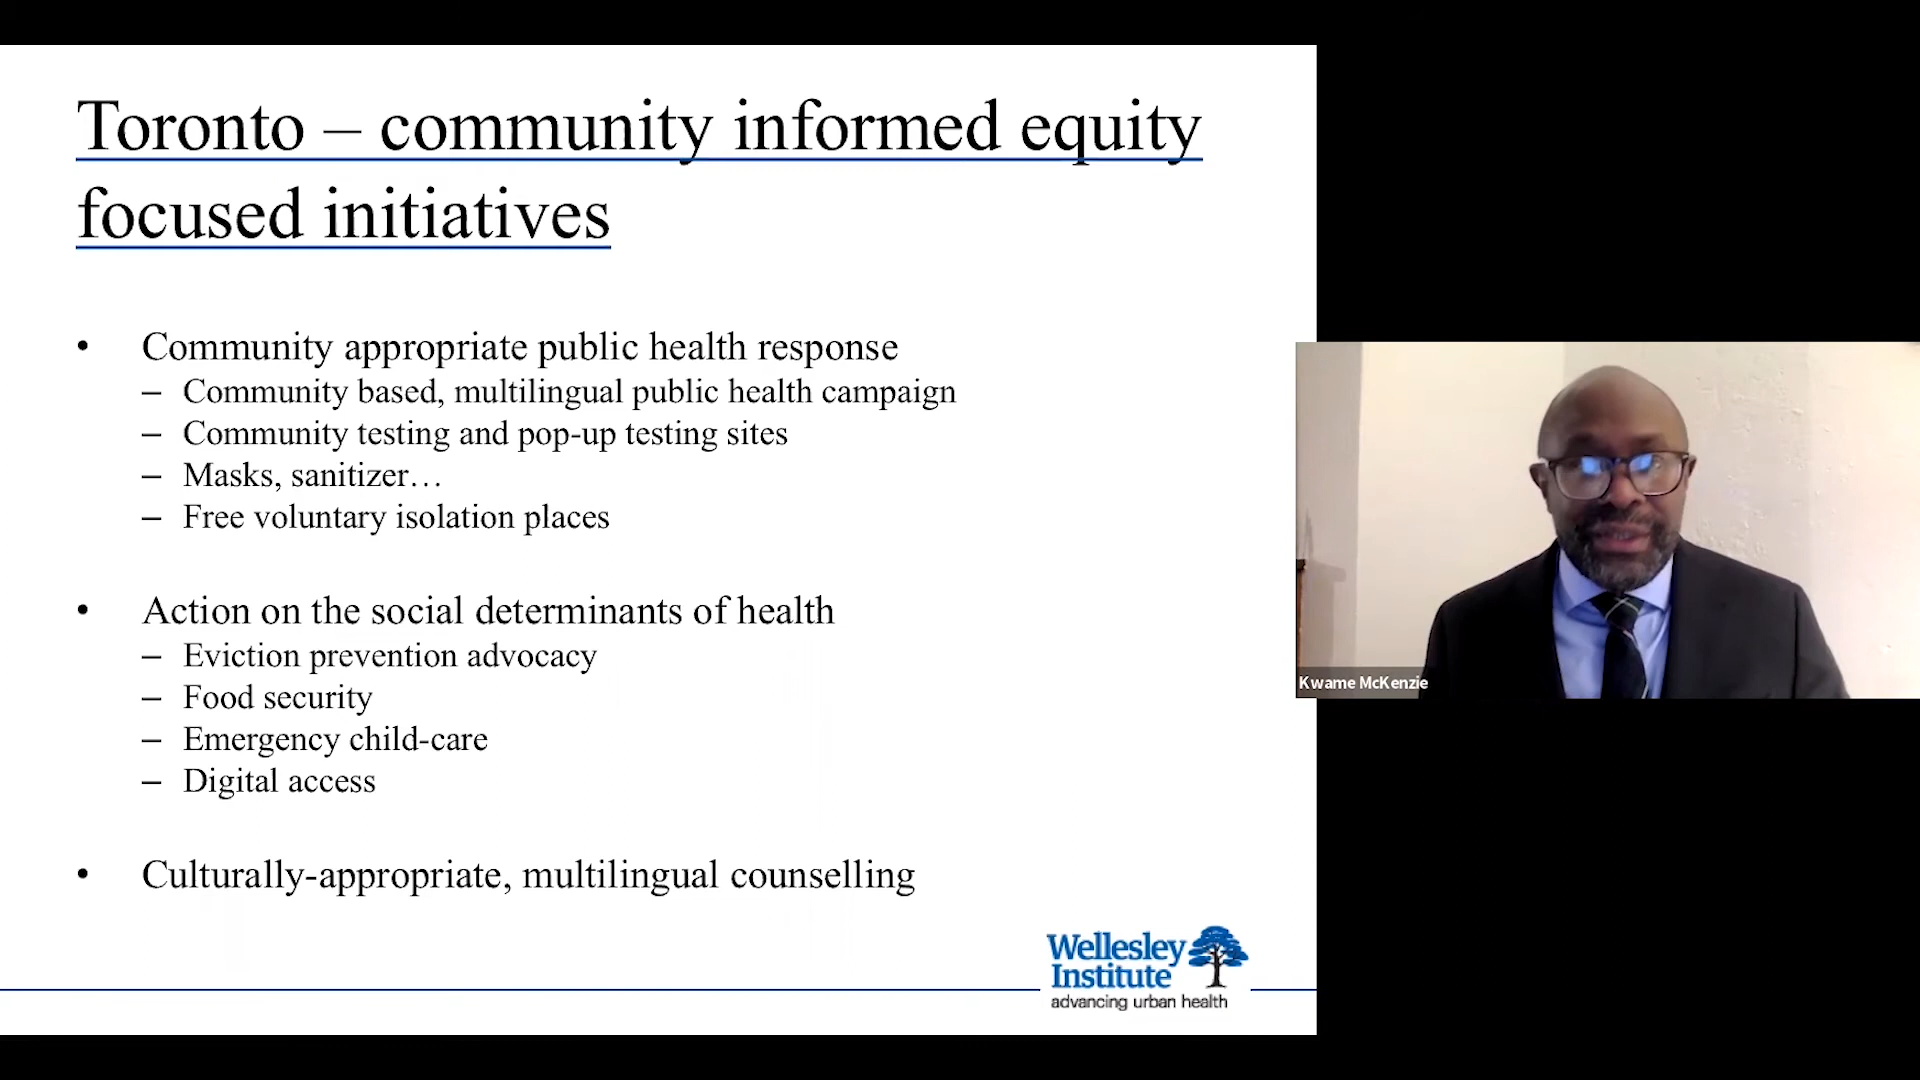 Toronto – community informed equity
focused initiatives
• Community appropriate public health response
– Community based, multilingual public health campaign
– Community testing and pop-up testing sites
– Masks, sanitizer…
– Free voluntary isolation places
• Action on the social determinants of health
– Eviction prevention advocacy
– Food security
– Emergency child-care
– Digital access
• Culturally-appropriate, multilingual counselling
Wellesley
Institute
advancing urban health
Kwame McKenzie